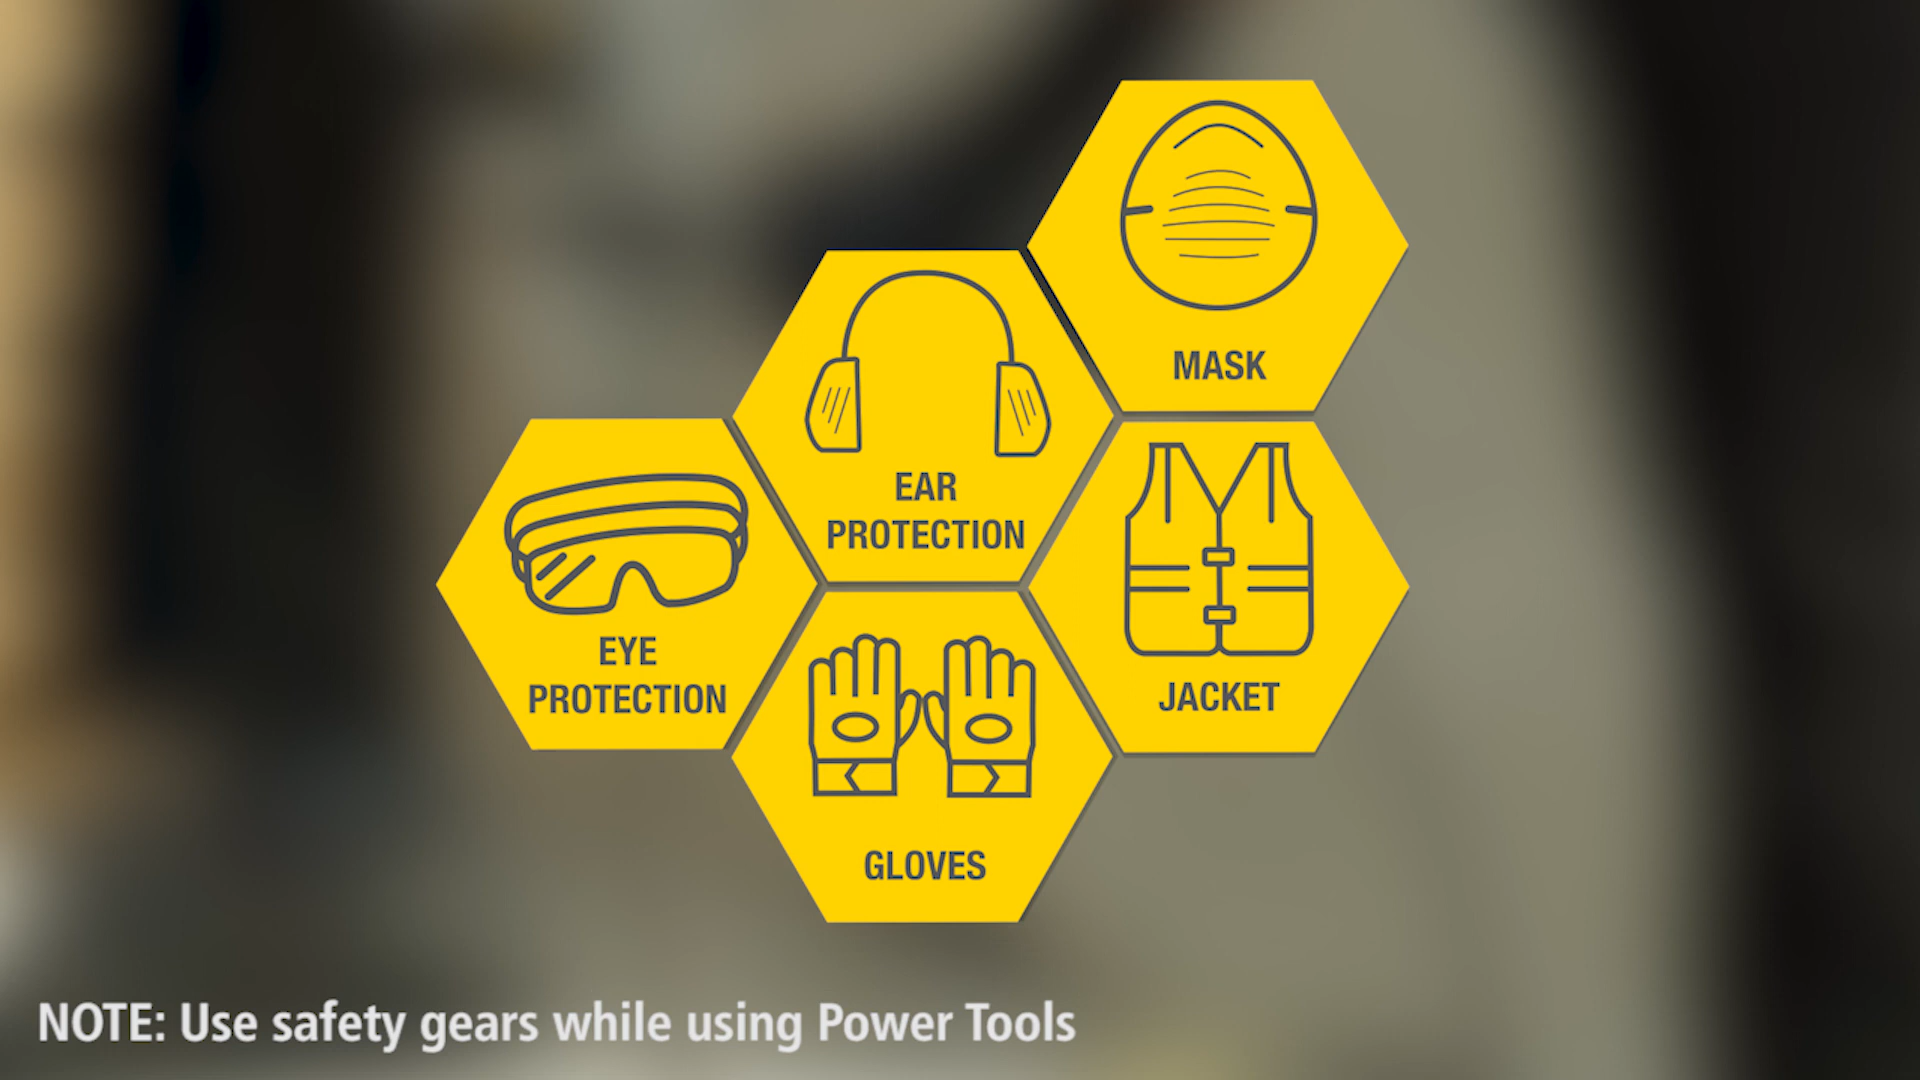 MASK
EAR
PROTECTION
EYE
PROTECTION
JACKET
GLOVES
NOTE: Use safety gears while using Power Tools